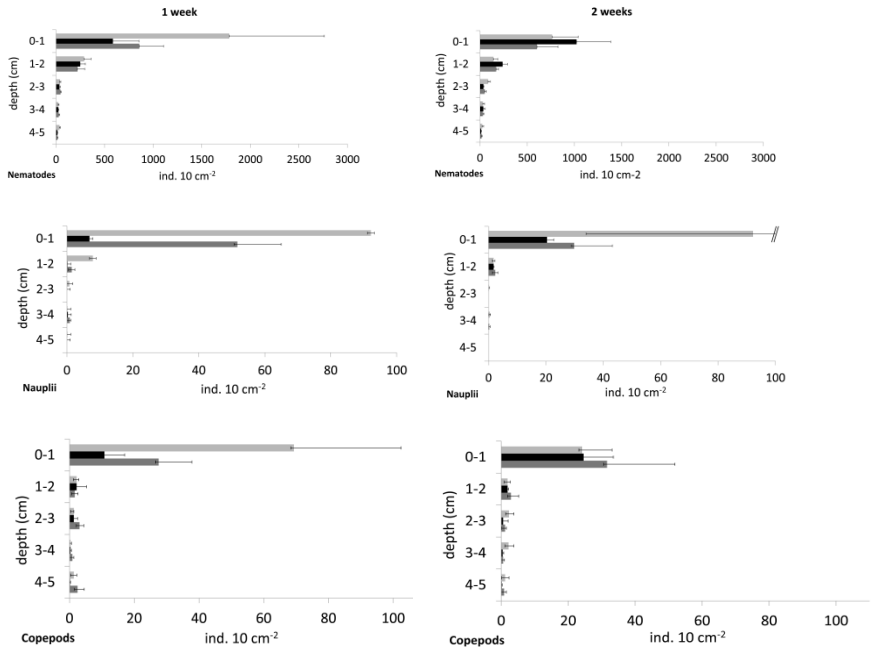 1 week
2 weeks
depth (cm)
0-1
1-2
2-3
3-4
4-5
0 500 1000 1500 2000 2500 3000
Nematodes
ind. 10 cm-2
depth (cm)
0-1
1-2
2-3
3-4
4-5
0 500 1000 1500 2000 2500 3000
Nematodes
ind. 10 cm-2
depth (cm)
0-1
1-2
2-3
3-4
4-5
0 20 40 60 80 100
Nauplii
ind. 10 cm-2
depth (cm)
0-1
1-2
2-3
3-4
4-5
0 20 40 60 80 100
Nauplii
ind. 10 cm-2
depth (cm)
0-1
1-2
2-3
3-4
4-5
0 20 40 60 80 100
Copepods
ind. 10 cm-2
depth (cm)
0-1
1-2
2-3
3-4
4-5
0 20 40 60 80 100
Copepods
ind. 10 cm-2